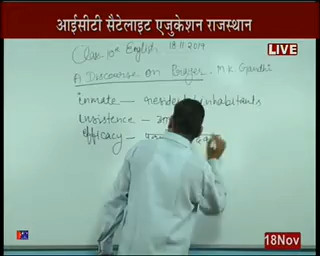 आईसीटी सैटेलाइट एजुकेशन राजस्थान
LIVE
Class 10th English 18.11.2019
A Discourse on Prayer. M.K. Gandhi
inmate — residents/inhabitants
insistence —
efficacy —
18Nov